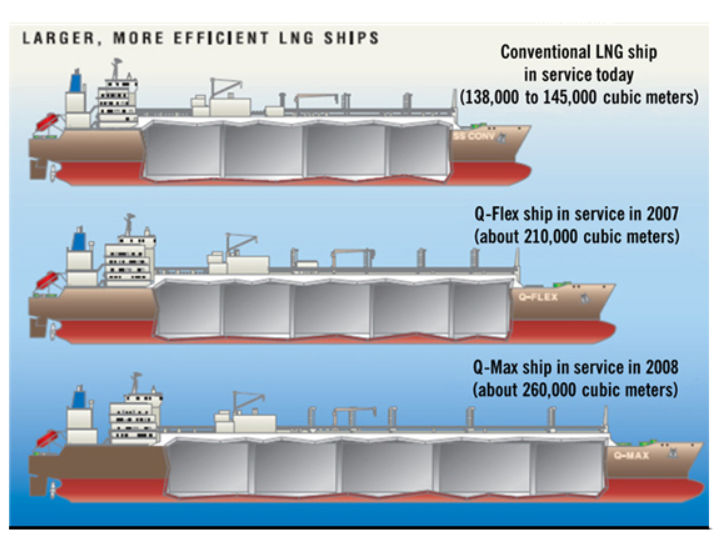 LARGER, MORE EFFICIENT LNG SHIPS
Conventional LNG ship
in service today
(138,000 to 145,000 cubic meters)
SS CONV
Q-Flex ship in service in 2007
(about 210,000 cubic meters)
Q-FLEX
Q-Max ship in service in 2008
(about 260,000 cubic meters)
Q-MAX